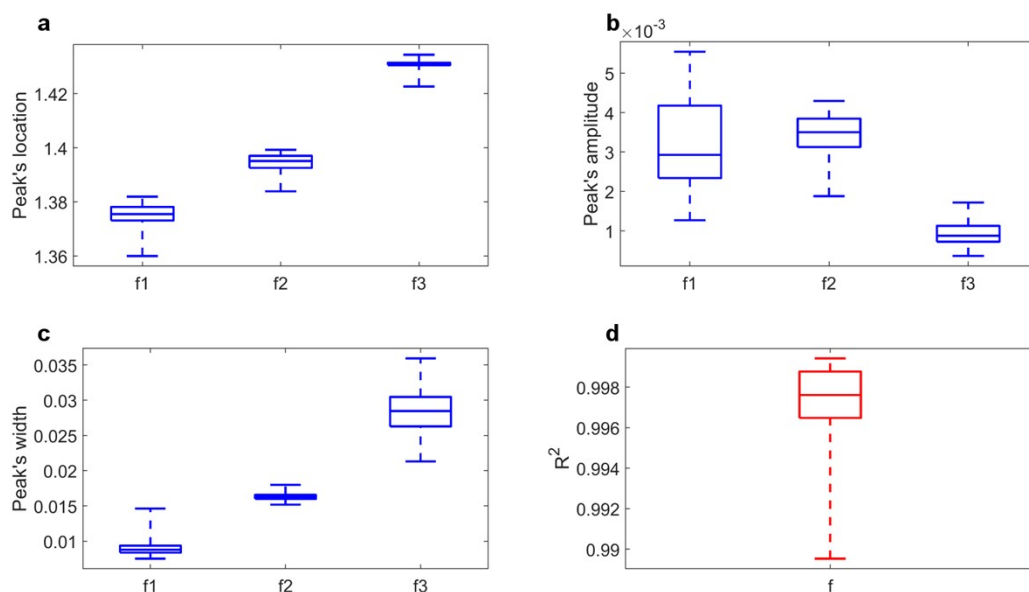 a
Peak's location
1.42
1.4
1.38
1.36
f1 f2 f3
b
×10⁻³
Peak's amplitude
5
4
3
2
1
f1 f2 f3
c
Peak's width
0.035
0.03
0.025
0.02
0.015
0.01
f1 f2 f3
d
R²
0.998
0.996
0.994
0.992
0.99
f